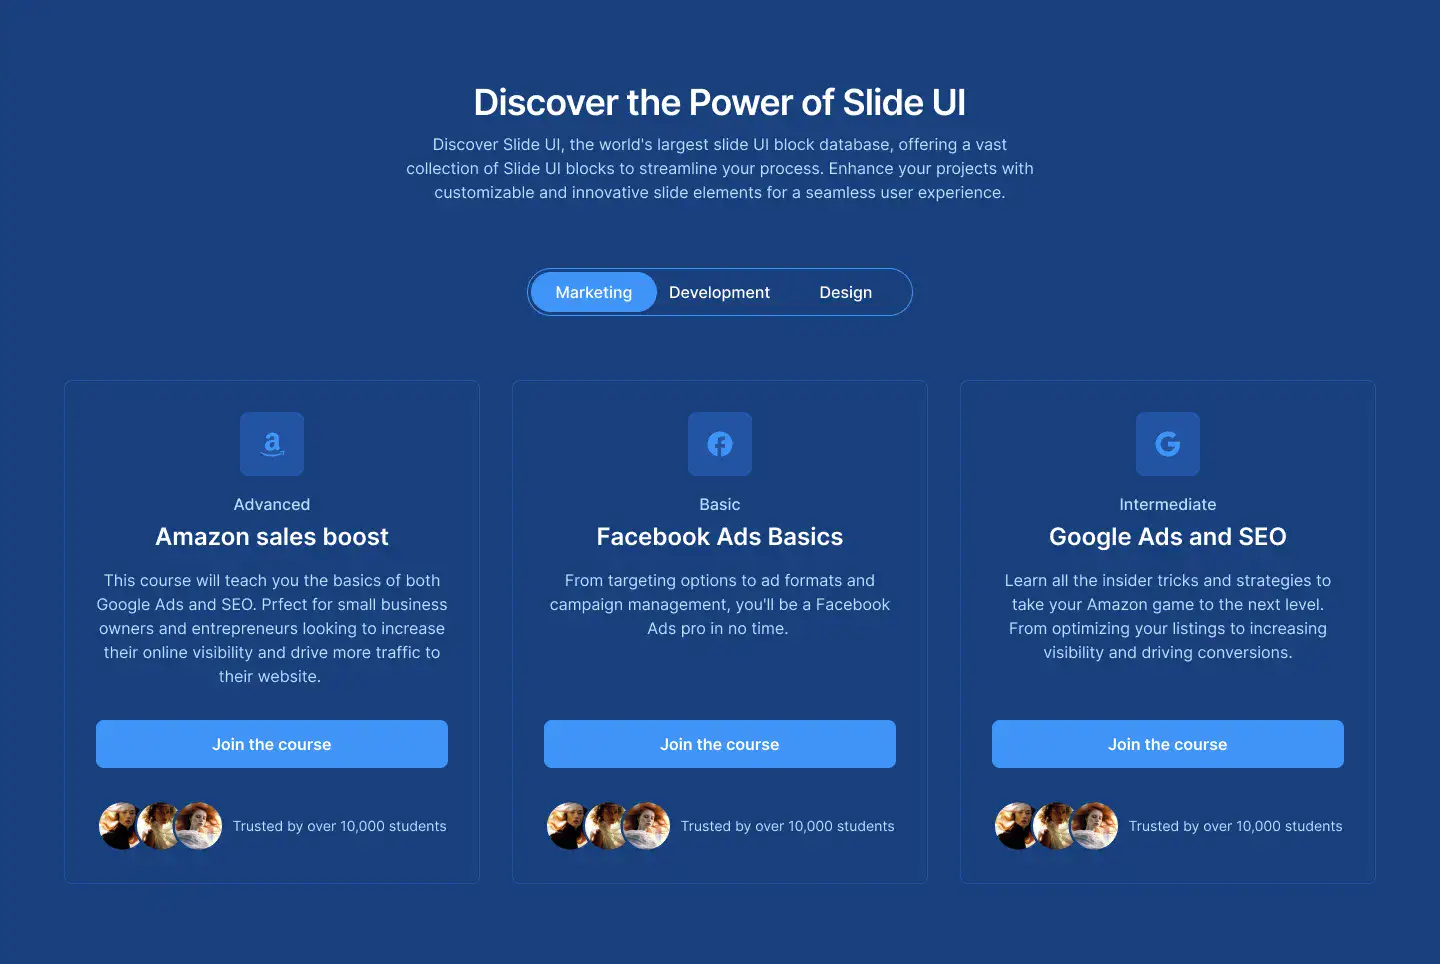 Discover the Power of Slide UI
Discover Slide UI, the world's largest slide UI block database, offering a vast
collection of Slide UI blocks to streamline your process. Enhance your projects with
customizable and innovative slide elements for a seamless user experience.
Marketing
Development
Design
Advanced
Amazon sales boost
This course will teach you the basics of both
Google Ads and SEO. Prfect for small business
owners and entrepreneurs looking to increase
their online visibility and drive more traffic to
their website.
Join the course
Trusted by over 10,000 students
Basic
Facebook Ads Basics
From targeting options to ad formats and
campaign management, you'll be a Facebook
Ads pro in no time.
Join the course
Trusted by over 10,000 students
Intermediate
Google Ads and SEO
Learn all the insider tricks and strategies to
take your Amazon game to the next level.
From optimizing your listings to increasing
visibility and driving conversions.
Join the course
Trusted by over 10,000 students